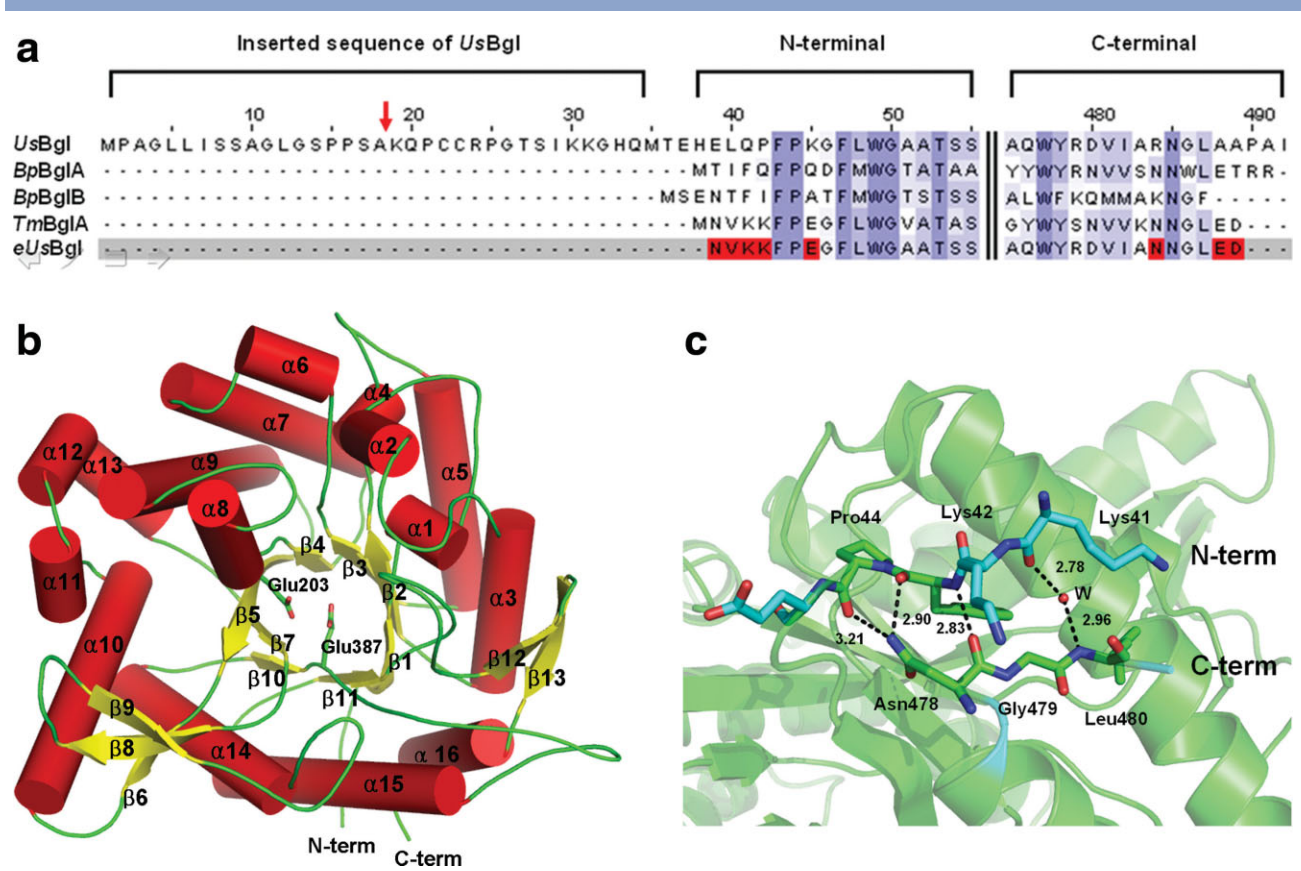 a
Inserted sequence of UsBgl N-terminal C-terminal
10 20 30 40 50 480 490
UsBgl MPAGLLISSAGLGSPPSAKQPCCRPGTSIKKGHQMTEHELQPFPKGFLWGAATSS AQWYRDVIARNGLAAPAI
BpBglA -------------------------------------MTIFQFPQDFMWGTATAA YYWYRNVVSNNWLETRR-
BpBglB -----------------------------------MSENTFIFPATFMWGTSTSS ALWFKQMMAKNGF-----
TmBglA -------------------------------------MNVKKFPEGFLWGVATAS GYWYSNVVKNNGLED---
eUsBgl --------------------------------------NVKKFPEGFLWGAATSS AQWYRDVIANNGLED---
b
α6
α4
α7
α2
α12
α13
α9
α5
α8
α1
β4
β3
α11
Glu203
β2
α3
β5
α10
β7
Glu387
β1
β12
β10
β13
β11
β9
β8
α14
α 16
α15
β6
N-term
C-term
c
Lys42
Pro44
Lys41
N-term
2.78
W
2.90
2.83
2.96
3.21
C-term
Asn478
Gly479
Leu480